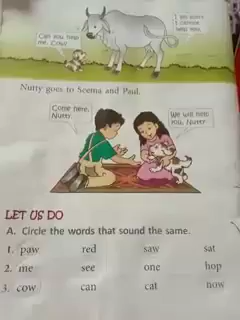 I am sorry
I cannot
help you.
Can you help
me, Cow?
Nutty goes to Seema and Paul.
Come here,
Nutty.
We will help
you, Nutty.
LET US DO
A. Circle the words that sound the same.
1. paw red saw sat
2. me see one hop
3. cow can cat now